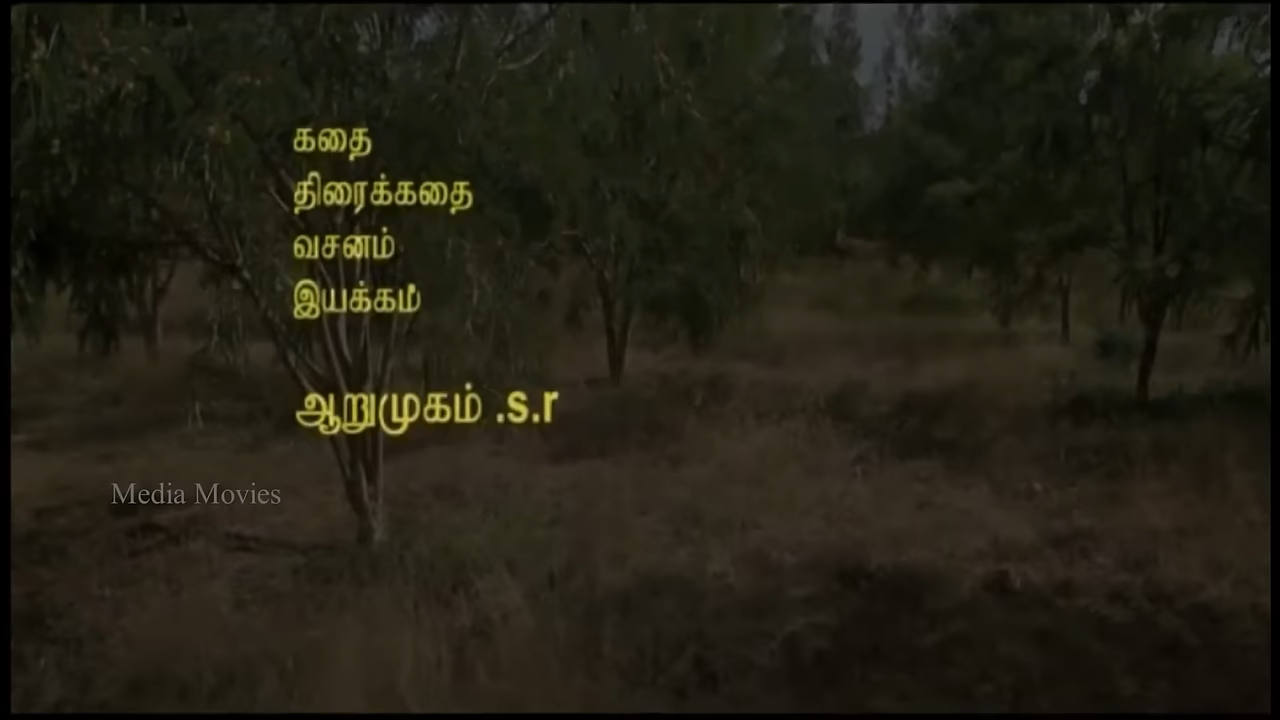 கதை
திரைக்கதை
வசனம்
இயக்கமீ
ஆறுமுகம் .s.r
Media Movies